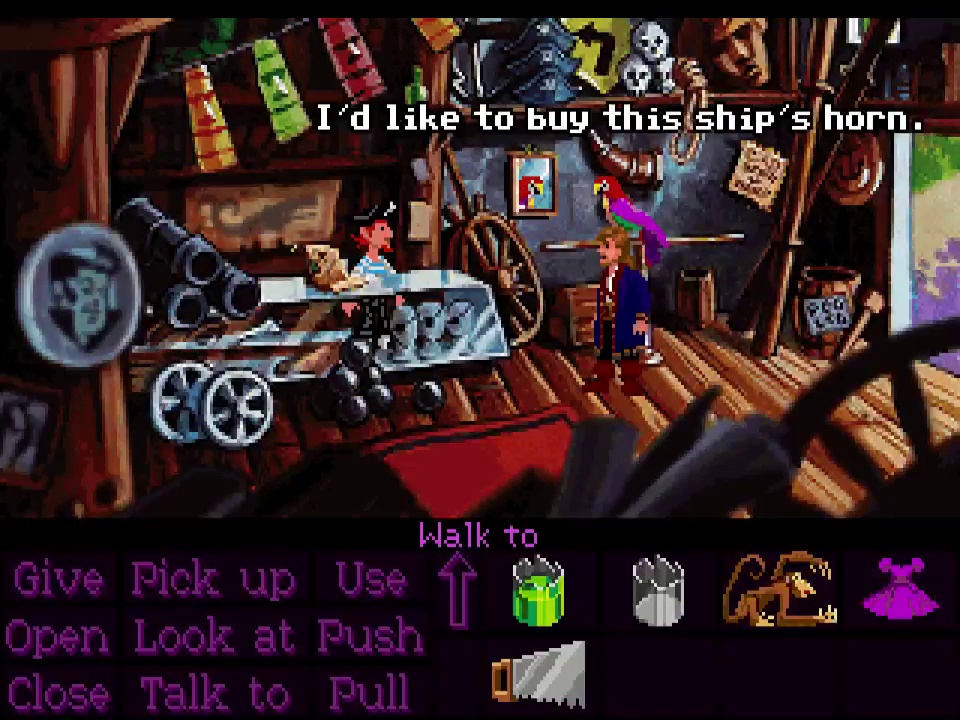 I'd like to buy this ship's horn.
Walk to
Give Pick up Use
Open Look at Push
Close Talk to Pull